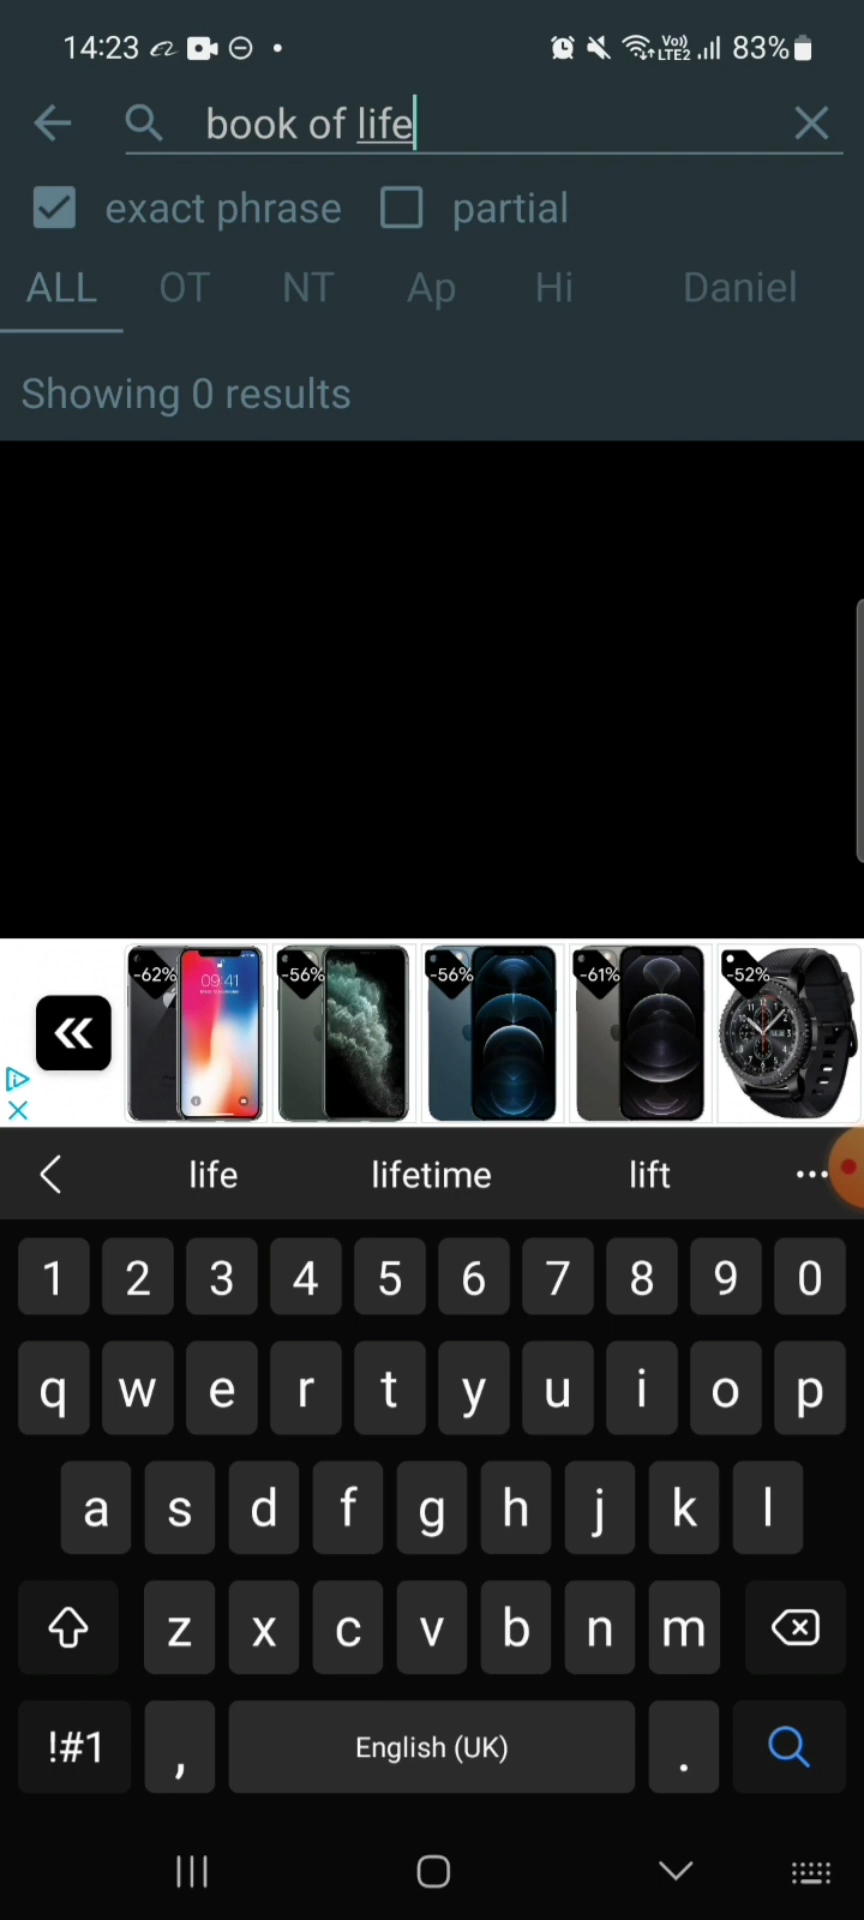 14:23 Vo)) LTE2 83%
book of life
exact phrase partial
ALL OT NT Ap Hi Daniel
Showing 0 results
-62% -56% -56% -61% -52%
09:41
life lifetime lift
1 2 3 4 5 6 7 8 9 0
q w e r t y u i o p
a s d f g h j k l
z x c v b n m
!#1 , English (UK) .